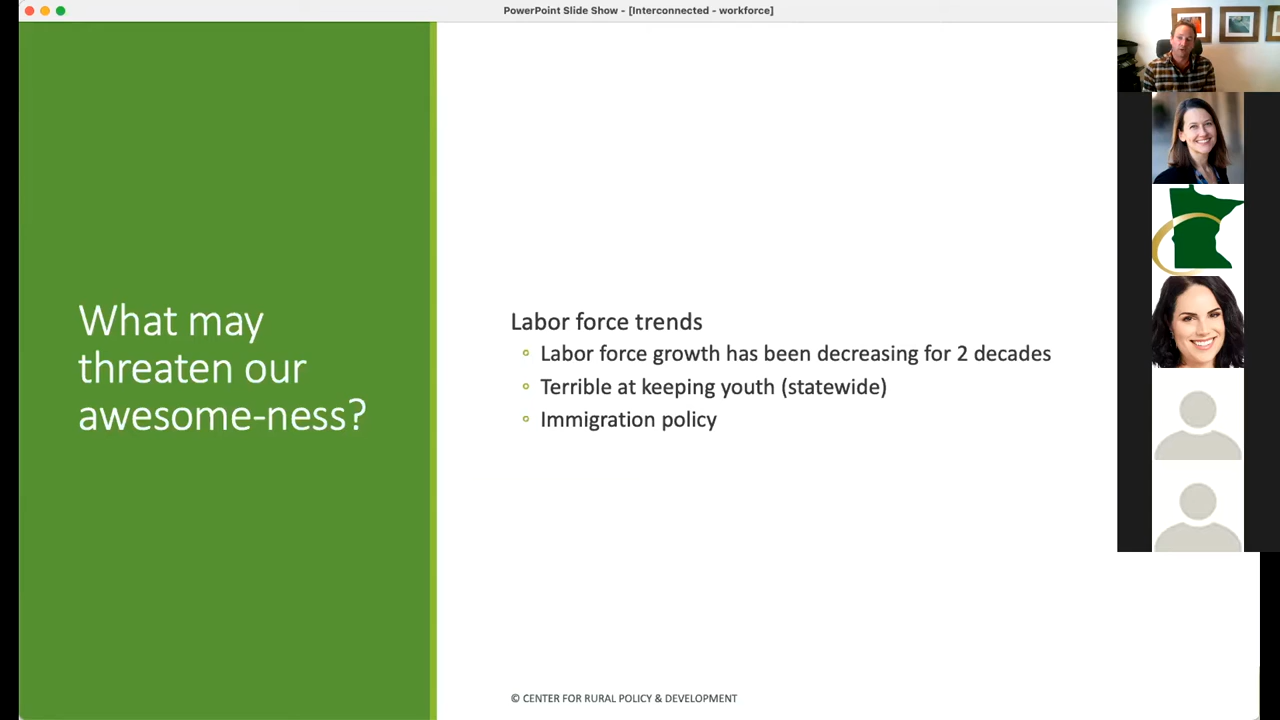 PowerPoint Slide Show - [Interconnected - workforce]
What may
threaten our
awesome-ness?
Labor force trends
Labor force growth has been decreasing for 2 decades
Terrible at keeping youth (statewide)
Immigration policy
© CENTER FOR RURAL POLICY & DEVELOPMENT